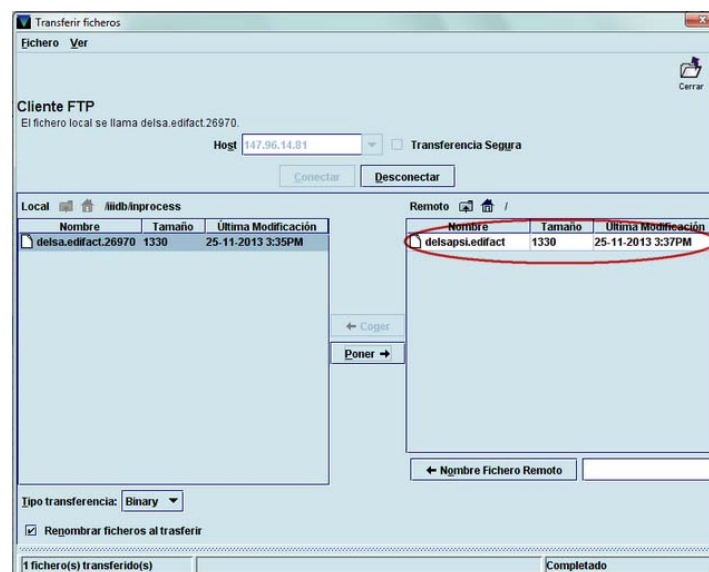 Transferir ficheros
Fichero Ver
Cerrar
Cliente FTP
El fichero local se llama delsa.edifact.26970.
Host 147.96.14.81 Transferencia Segura
Conectar Desconectar
Local /iiidb/inprocess Remoto /
Nombre Tamaño Última Modificación Nombre Tamaño Última Modificación
delsa.edifact.26970 1330 25-11-2013 3:35PM delsapsi.edifact 1330 25-11-2013 3:37PM
← Coger
Poner →
← Nombre Fichero Remoto
Tipo transferencia: Binary
Renombrar ficheros al trasferir
1 fichero(s) transferido(s) Completado